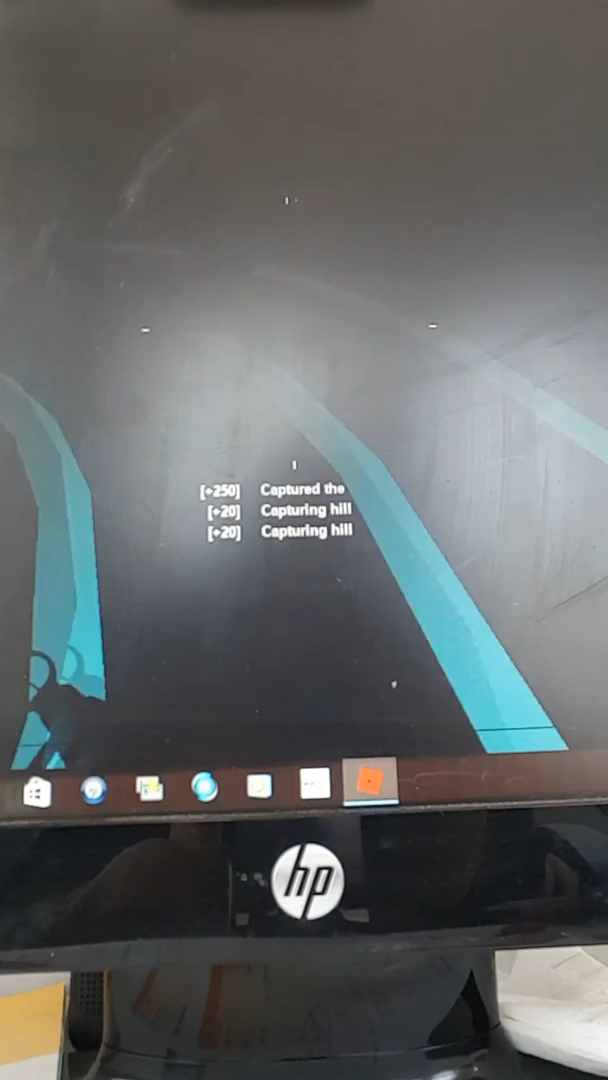 [+250] Captured the
[+20] Capturing hill
[+20] Capturing hill
hp